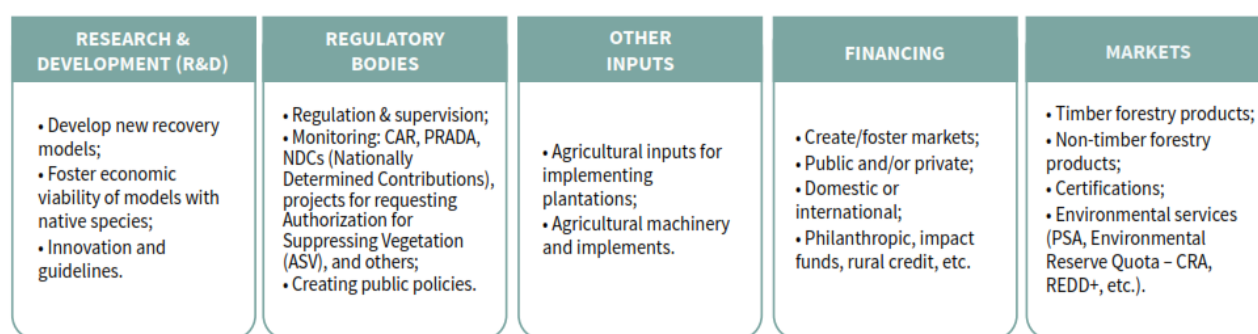 RESEARCH &
DEVELOPMENT (R&D)
• Develop new recovery
models;
• Foster economic
viability of models with
native species;
• Innovation and
guidelines.
REGULATORY
BODIES
• Regulation & supervision;
• Monitoring: CAR, PRADA,
NDCs (Nationally
Determined Contributions),
projects for requesting
Authorization for
Suppressing Vegetation
(ASV), and others;
• Creating public policies.
OTHER
INPUTS
• Agricultural inputs for
implementing
plantations;
• Agricultural machinery
and implements.
FINANCING
• Create/foster markets;
• Public and/or private;
• Domestic or
international;
• Philanthropic, impact
funds, rural credit, etc.
MARKETS
• Timber forestry products;
• Non-timber forestry
products;
• Certifications;
• Environmental services
(PSA, Environmental
Reserve Quota – CRA,
REDD+, etc.).